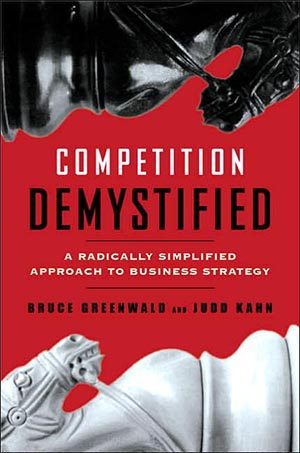 COMPETITION
DEMYSTIFIED
A RADICALLY SIMPLIFIED
APPROACH TO BUSINESS STRATEGY
BRUCE GREENWALD AND JUDD KAHN